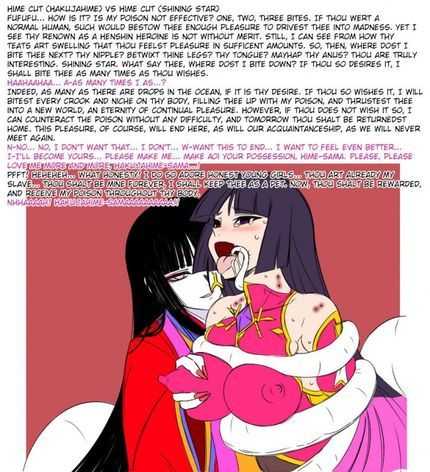 HIME CUT (HAKUJAHIME) VS HIME CUT (SHINING STAR)
FUFUFU... HOW IS IT? IS MY POISON NOT EFFECTIVE? ONE, TWO, THREE BITES. IF THOU WERT A
NORMAL HUMAN, SUCH WOULD BESTOW THEE ENOUGH PLEASURE TO DRIVEST THEE INTO MADNESS. YET I
SEE THY RENOWN AS A HENSHIN HEROINE IS NOT WITHOUT MERIT. STILL, I CAN SEE FROM HOW THY
TEATS ART SWELLING THAT THOU FEELST PLEASURE IN SUFFICENT AMOUNTS. SO, THEN, WHERE DOST I
BITE THEE NEXT? THY NIPPLE? BETWIXT THINE LEGS? THY TONGUE? MAYHAP THY ANUS? THOU ARE TRULY
INTERESTING, SHINING STAR. WHAT SAY THEE, WHERE DOST I BITE DOWN? IF THOU SO DESIRES IT, I
SHALL BITE THEE AS MANY TIMES AS THOU WISHES.
HAAHAAHAA... A-AS MANY TIMES I AS...?
INDEED, AS MANY AS THERE ARE DROPS IN THE OCEAN, IF IT IS THY DESIRE. IF THOU SO WISHES IT, I WILL
BITEST EVERY CROOK AND NICHE ON THY BODY, FILLING THEE UP WITH MY POISON, AND THRUSTEST THEE
INTO A NEW WORLD, AN ETERNITY OF CONTINUAL PLEASURE. HOWEVER, IF THOU DOES NOT WISH IT SO, I
CAN COUNTERACT THE POISON WITHOUT ANY DIFFICULTY, AND TOMORROW THOU SHALT BE RETURNEDST
HOME. THIS PLEASURE, OF COURSE, WILL END HERE, AS WILL OUR ACQUAINTANCESHIP, AS WE WILL NEVER
MEET AGAIN.
N-NO... NO, I DON'T WANT THAT... I DON'T... W-WANT THIS TO END... I WANT TO FEEL EVEN BETTER...
I-I'LL BECOME YOURS... PLEASE MAKE ME... MAKE AOI YOUR POSSESSION, HIME-SAMA... PLEASE, PLEASE
LOVE ME MORE AND MORE, HAKUJAHIME-SAMA...
PFFT! HEHEHEH... WHAT HONESTY! I DO SO ADORE HONEST YOUNG GIRLS... THOU ART ALREADY MY
SLAVE... THOU SHALT BE MINE FOREVER. I SHALL KEEP THEE AS A PET. NOW, THOU SHALT BE REWARDED,
AND RECEIVE MY POISON THROUGHOUT THY BODY.